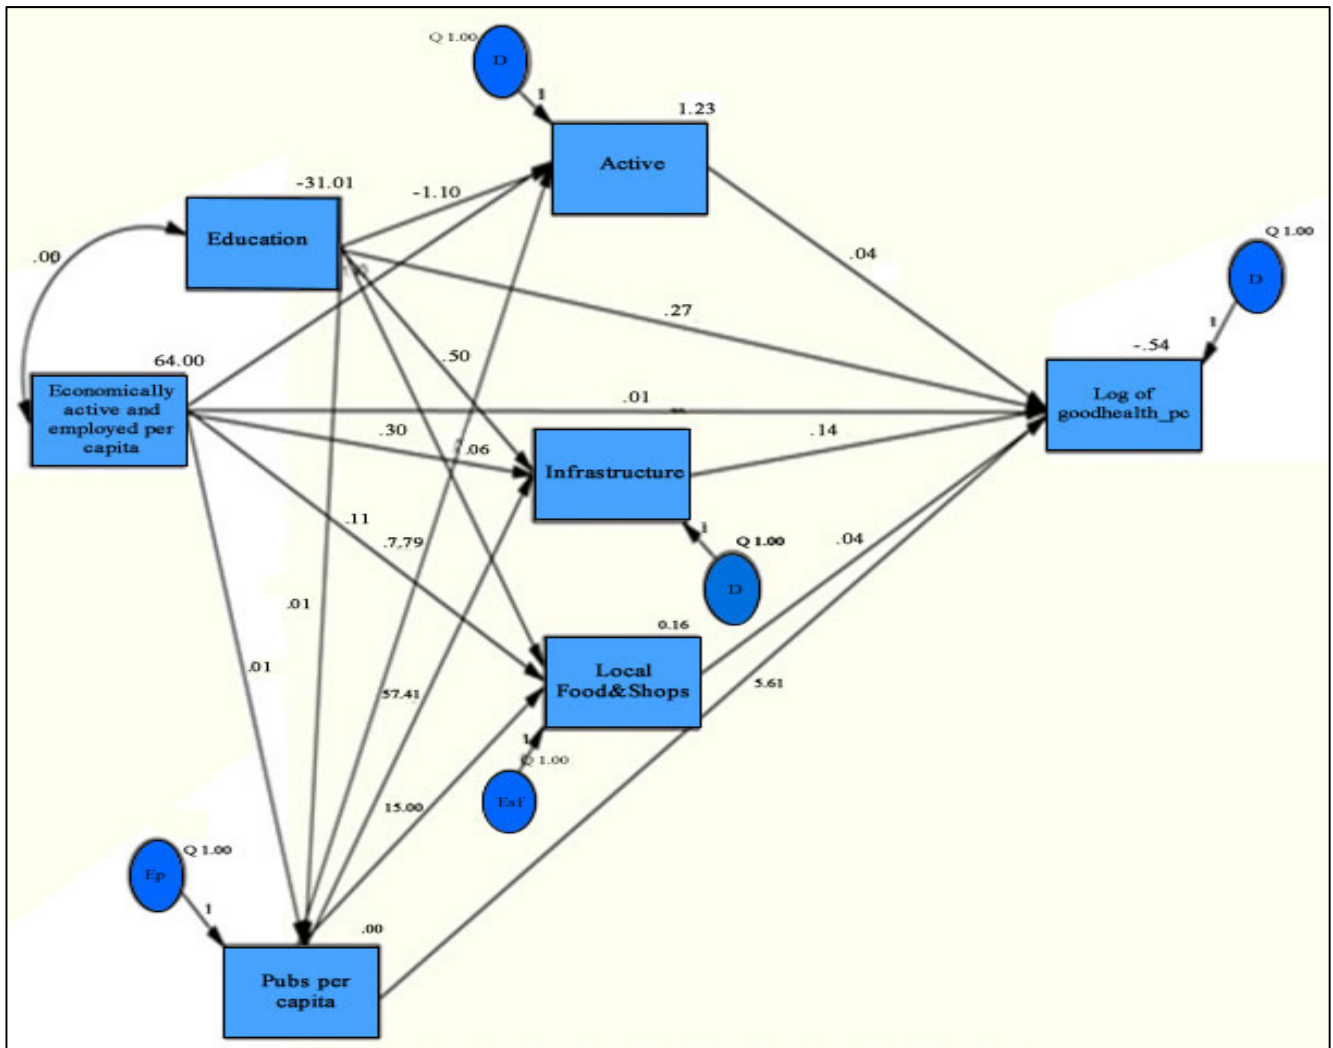 Q 1.00
D
1
1.23
Active
-31.01
-1.10
Education
Q 1.00
D
.00
.04
.27
1
-.54
64.00
.50
Economically
active and
employed per
capita
.01
Log of
goodhealth_pc
.30
.06
.14
Infrastructure
.11
.7,79
1
Q 1.00
.04
D
.01
0.16
.01
Local
Food&Shops
57.41
5.61
1
Q 1.00
15.00
Esf
Q 1.00
Ep
1
.00
Pubs per
capita